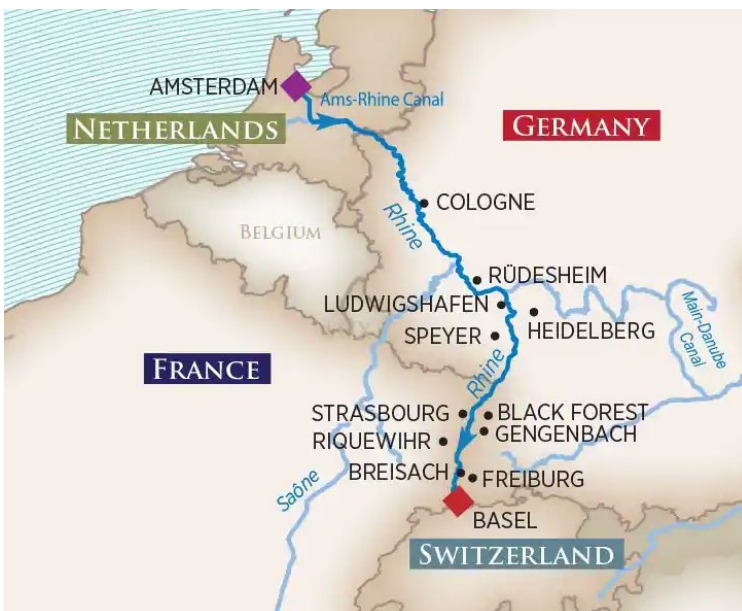 AMSTERDAM
Ams-Rhine Canal
NETHERLANDS
GERMANY
COLOGNE
Rhine
BELGIUM
RÜDESHEIM
LUDWIGSHAFEN
HEIDELBERG
SPEYER
Main-Danube
Canal
FRANCE
Rhine
STRASBOURG
BLACK FOREST
RIQUEWIHR
GENGENBACH
BREISACH
FREIBURG
Saône
BASEL
SWITZERLAND